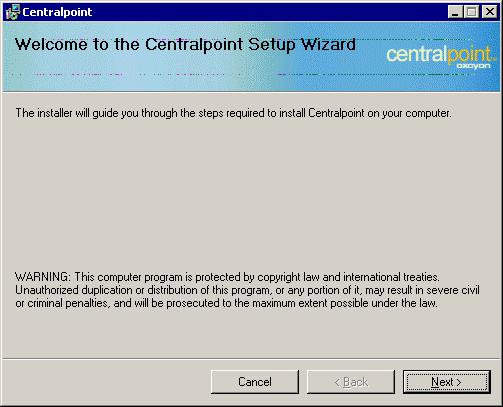 Centralpoint
Welcome to the Centralpoint Setup Wizard
centralpoint
oxcyon
The installer will guide you through the steps required to install Centralpoint on your computer.
WARNING: This computer program is protected by copyright law and international treaties.
Unauthorized duplication or distribution of this program, or any portion of it, may result in severe civil
or criminal penalties, and will be prosecuted to the maximum extent possible under the law.
Cancel
< Back
Next >